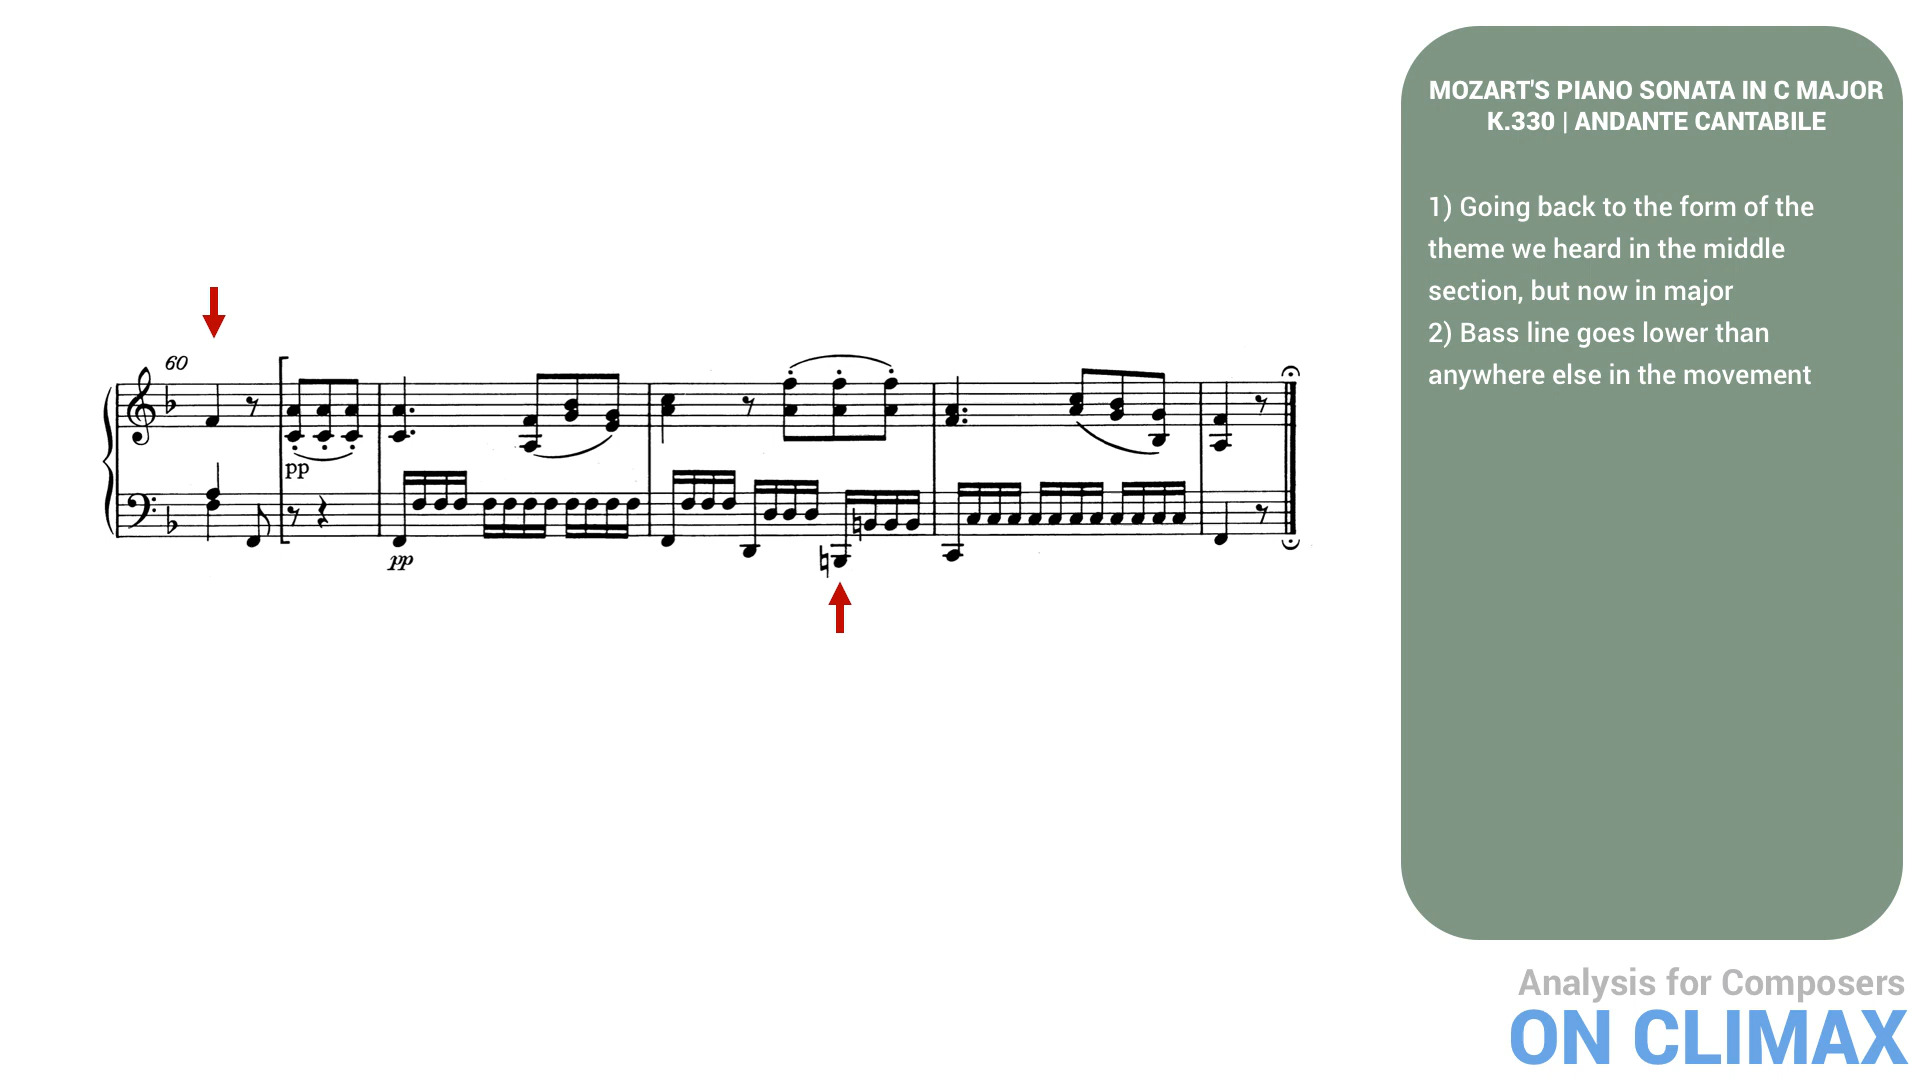 MOZART'S PIANO SONATA IN C MAJOR
K.330 | ANDANTE CANTABILE
1) Going back to the form of the
theme we heard in the middle
section, but now in major
2) Bass line goes lower than
anywhere else in the movement
60
pp
pp
Analysis for Composers
ON CLIMAX